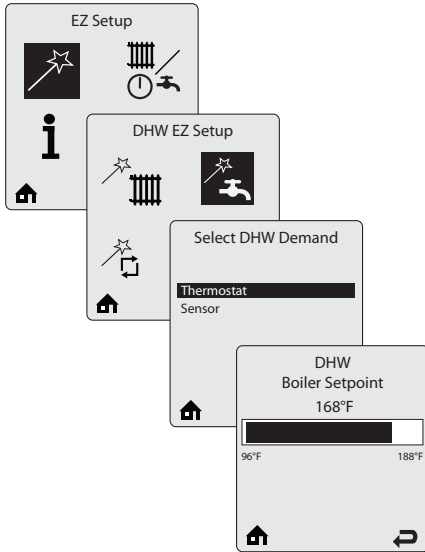 EZ Setup
DHW EZ Setup
Select DHW Demand
Thermostat
Sensor
DHW
Boiler Setpoint
168°F
96°F 188°F